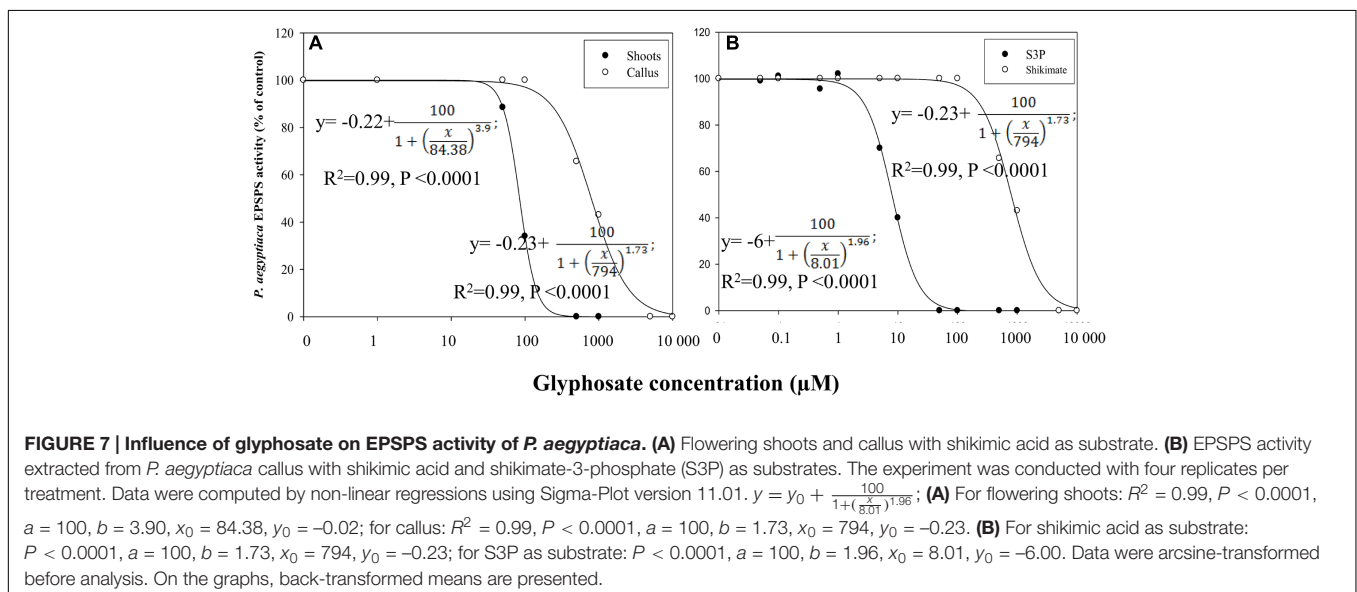 A
120
100
80
60
40
20
0
P. aegyptiaca EPSPS activity (% of control)
Shoots
Callus
y= -0.22+ 100 / 1 + (x/84.38)^3.9;
R²=0.99, P <0.0001
y= -0.23+ 100 / 1 + (x/794)^1.73;
R²=0.99, P <0.0001
0 1 10 100 1000 10 000
B
120
100
80
60
40
20
0
S3P
Shikimate
y= -0.23+ 100 / 1 + (x/794)^1.73;
R²=0.99, P <0.0001
y= -6+ 100 / 1 + (x/8.01)^1.96;
R²=0.99, P <0.0001
0.1 1 10 100 1000 10 000
Glyphosate concentration (µM)
FIGURE 7 | Influence of glyphosate on EPSPS activity of P. aegyptiaca. (A) Flowering shoots and callus with shikimic acid as substrate. (B) EPSPS activity
extracted from P. aegyptiaca callus with shikimic acid and shikimate-3-phosphate (S3P) as substrates. The experiment was conducted with four replicates per
treatment. Data were computed by non-linear regressions using Sigma-Plot version 11.01. y = y₀ + 100 / 1+(x/8.01)^1.96; (A) For flowering shoots: R² = 0.99, P < 0.0001,
a = 100, b = 3.90, x₀ = 84.38, y₀ = –0.02; for callus: R² = 0.99, P < 0.0001, a = 100, b = 1.73, x₀ = 794, y₀ = –0.23. (B) For shikimic acid as substrate:
P < 0.0001, a = 100, b = 1.73, x₀ = 794, y₀ = –0.23; for S3P as substrate: P < 0.0001, a = 100, b = 1.96, x₀ = 8.01, y₀ = –6.00. Data were arcsine-transformed
before analysis. On the graphs, back-transformed means are presented.